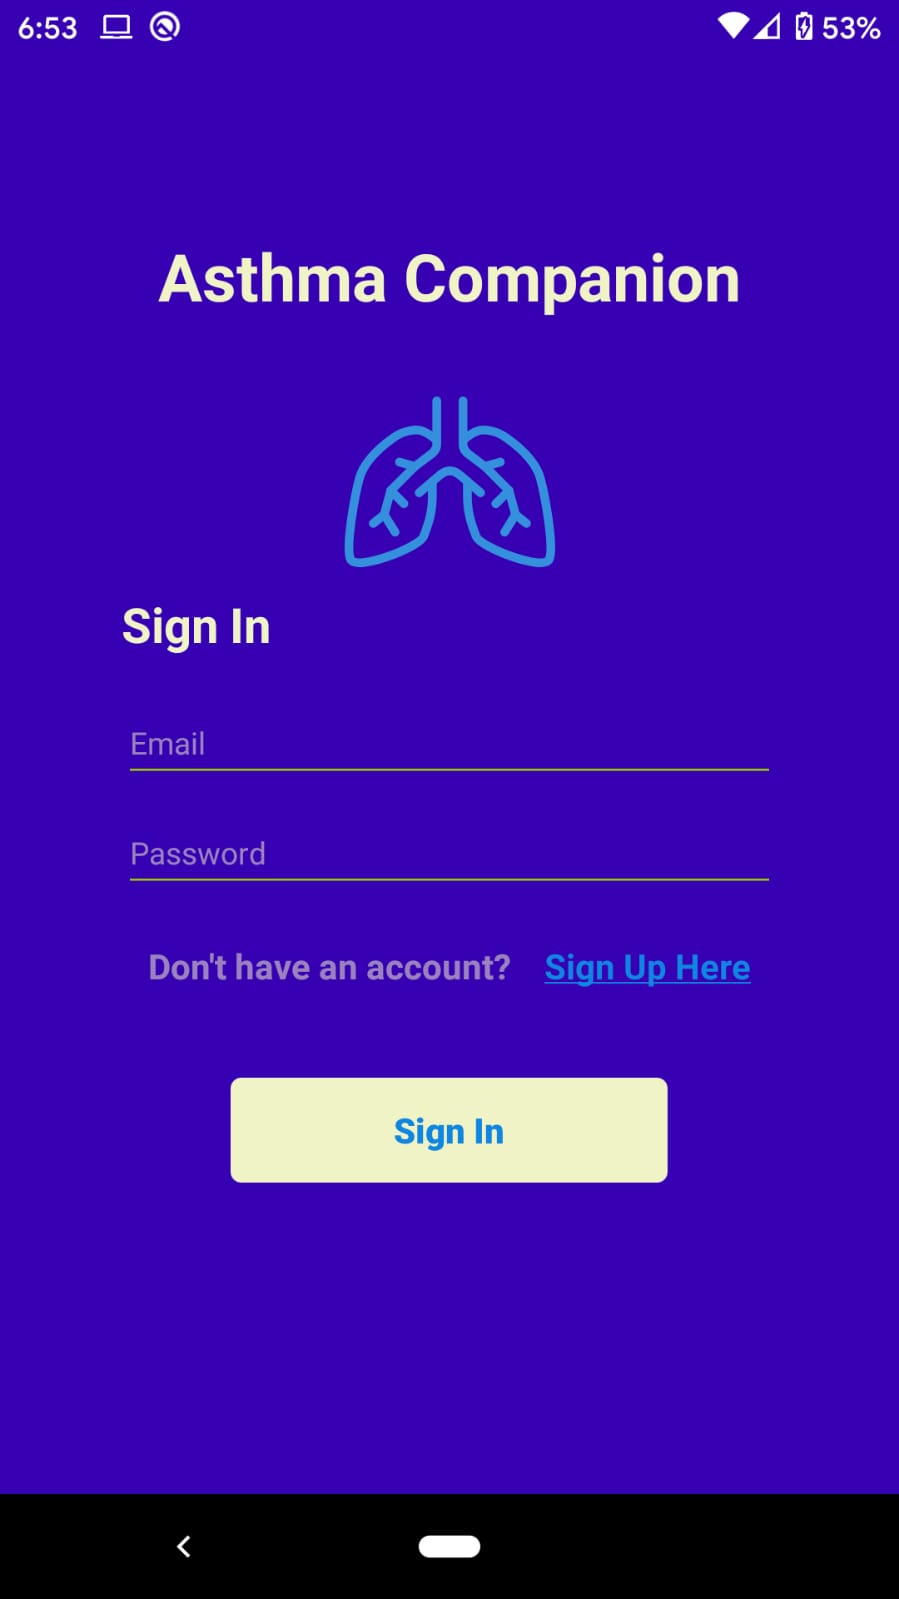 6:53 53%
Asthma Companion
Sign In
Email
Password
Don't have an account? Sign Up Here
Sign In